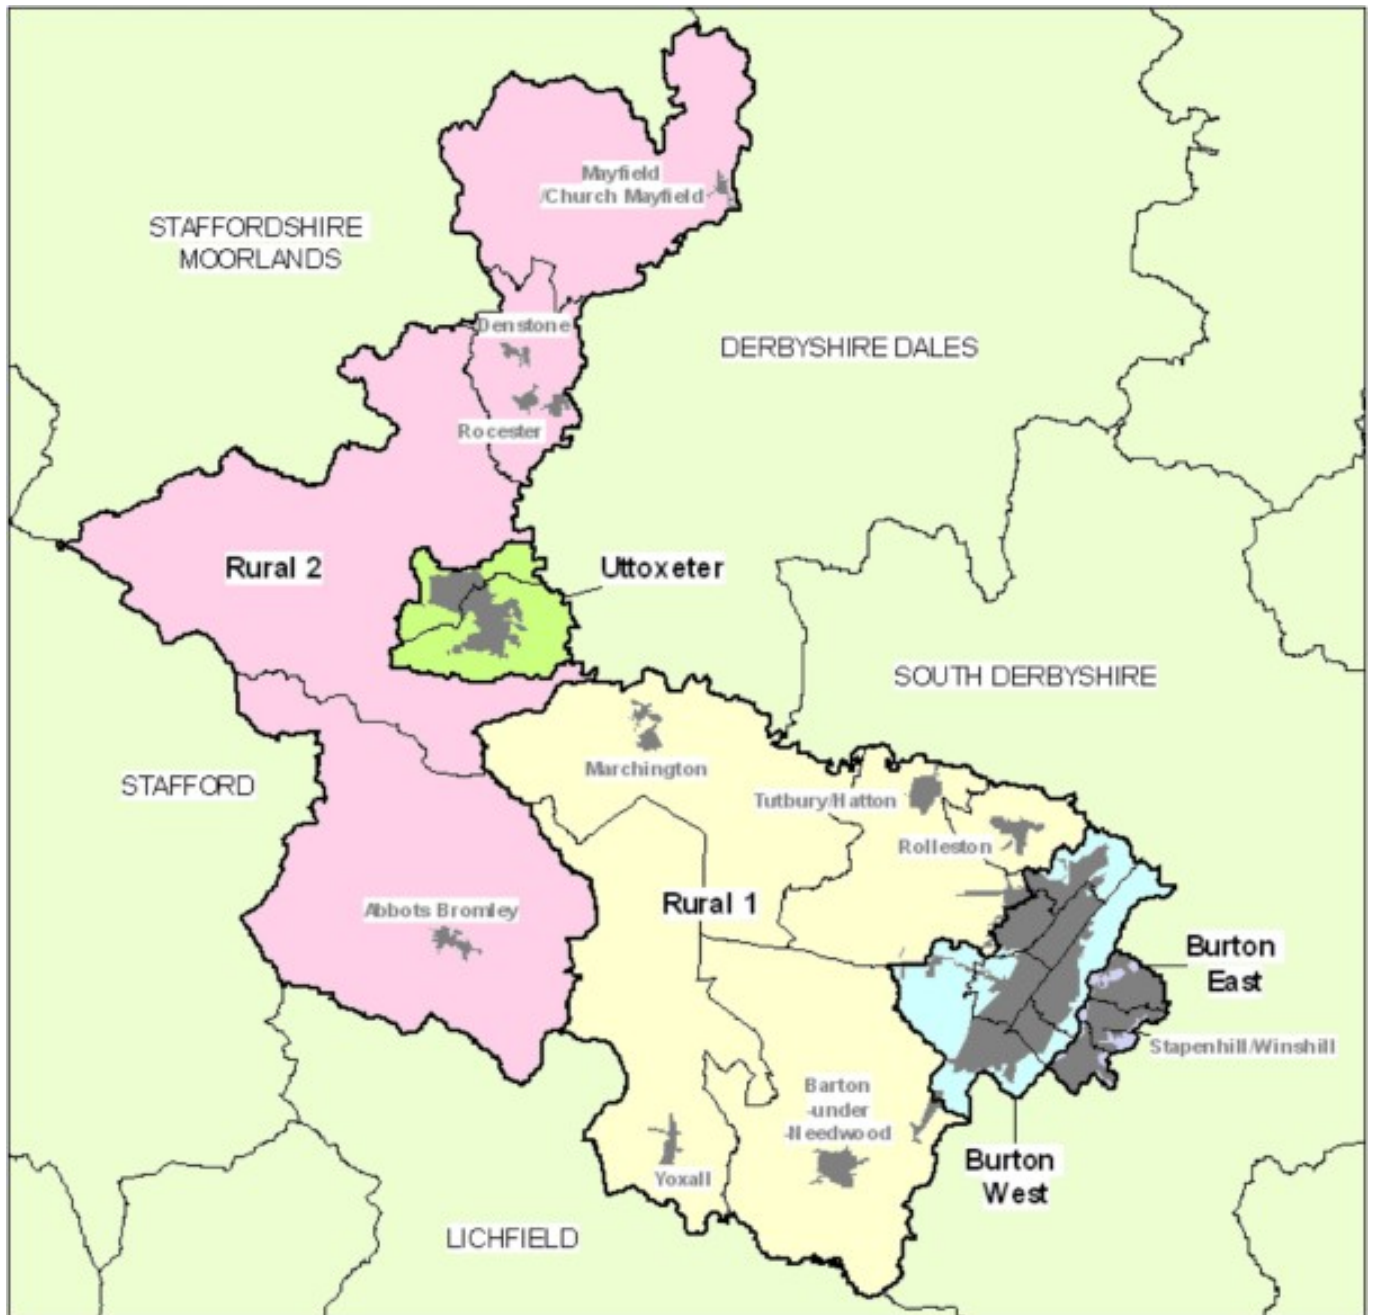 Mayfield
/Church Mayfield
STAFFORDSHIRE
MOORLANDS
Denstone
DERBYSHIRE DALES
Rocester
Rural 2
Uttoxeter
SOUTH DERBYSHIRE
Marchington
STAFFORD
Tutbury/Hatton
Rolleston
Rural 1
Abbots Bromley
Burton
East
Stapenhill/Winshill
Barton
-under
-Needwood
Burton
West
Yoxall
LICHFIELD